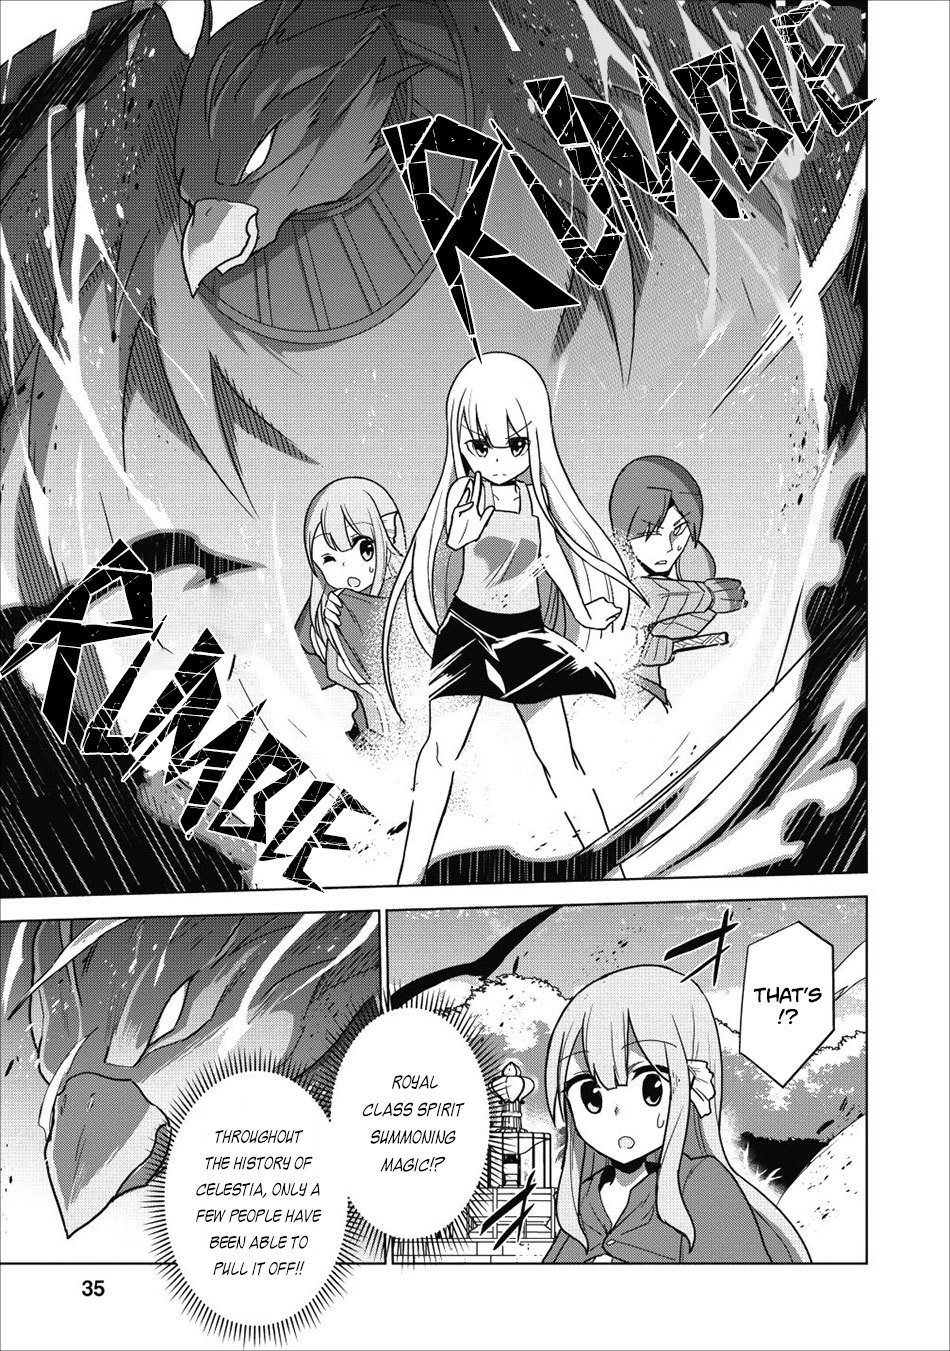 RUMBLE
RUMBLE
THAT'S
!?
ROYAL
CLASS SPIRIT
SUMMONING
MAGIC!?
THROUGHOUT
THE HISTORY OF
CELESTIA, ONLY A
FEW PEOPLE HAVE
BEEN ABLE TO
PULL IT OFF!!
35